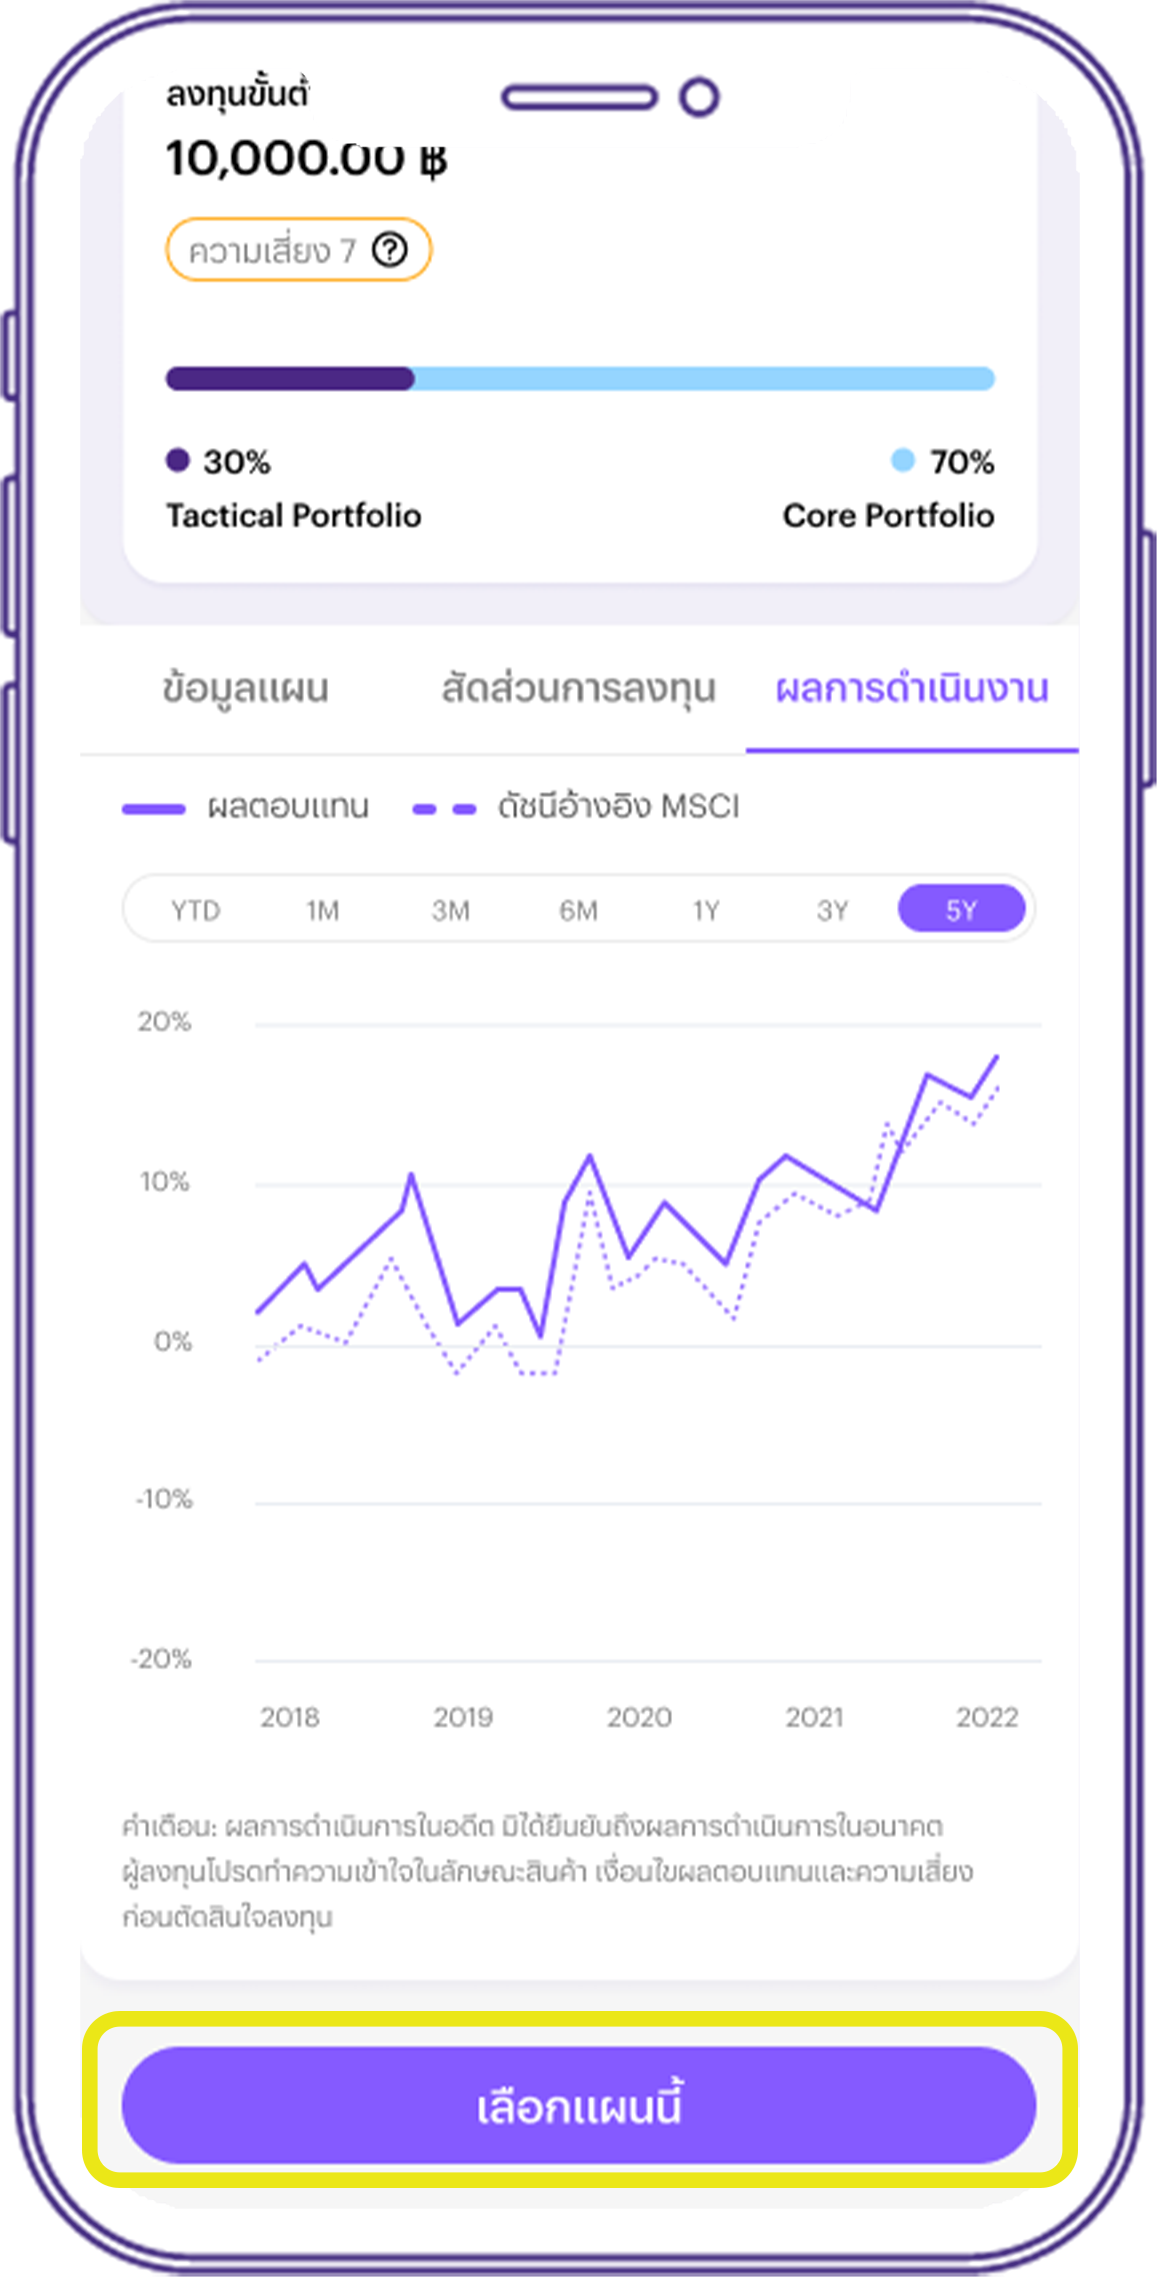 ลงทุนขั้นต่ำ
10,000.00 ฿
ความเสี่ยง 7 ?
30%
70%
Tactical Portfolio
Core Portfolio
ข้อมูลแผน สัดส่วนการลงทุน ผลการดำเนินงาน
ผลตอบแทน ดัชนีอ้างอิง MSCI
YTD 1M 3M 6M 1Y 3Y 5Y
20%
10%
0%
-10%
-20%
2018 2019 2020 2021 2022
คำเตือน: ผลการดำเนินการในอดีต มิได้ยืนยันถึงผลการดำเนินการในอนาคต
ผู้ลงทุนโปรดทำความเข้าใจในลักษณะสินค้า เงื่อนไขผลตอบแทนและความเสี่ยง
ก่อนตัดสินใจลงทุน
เลือกแผนนี้